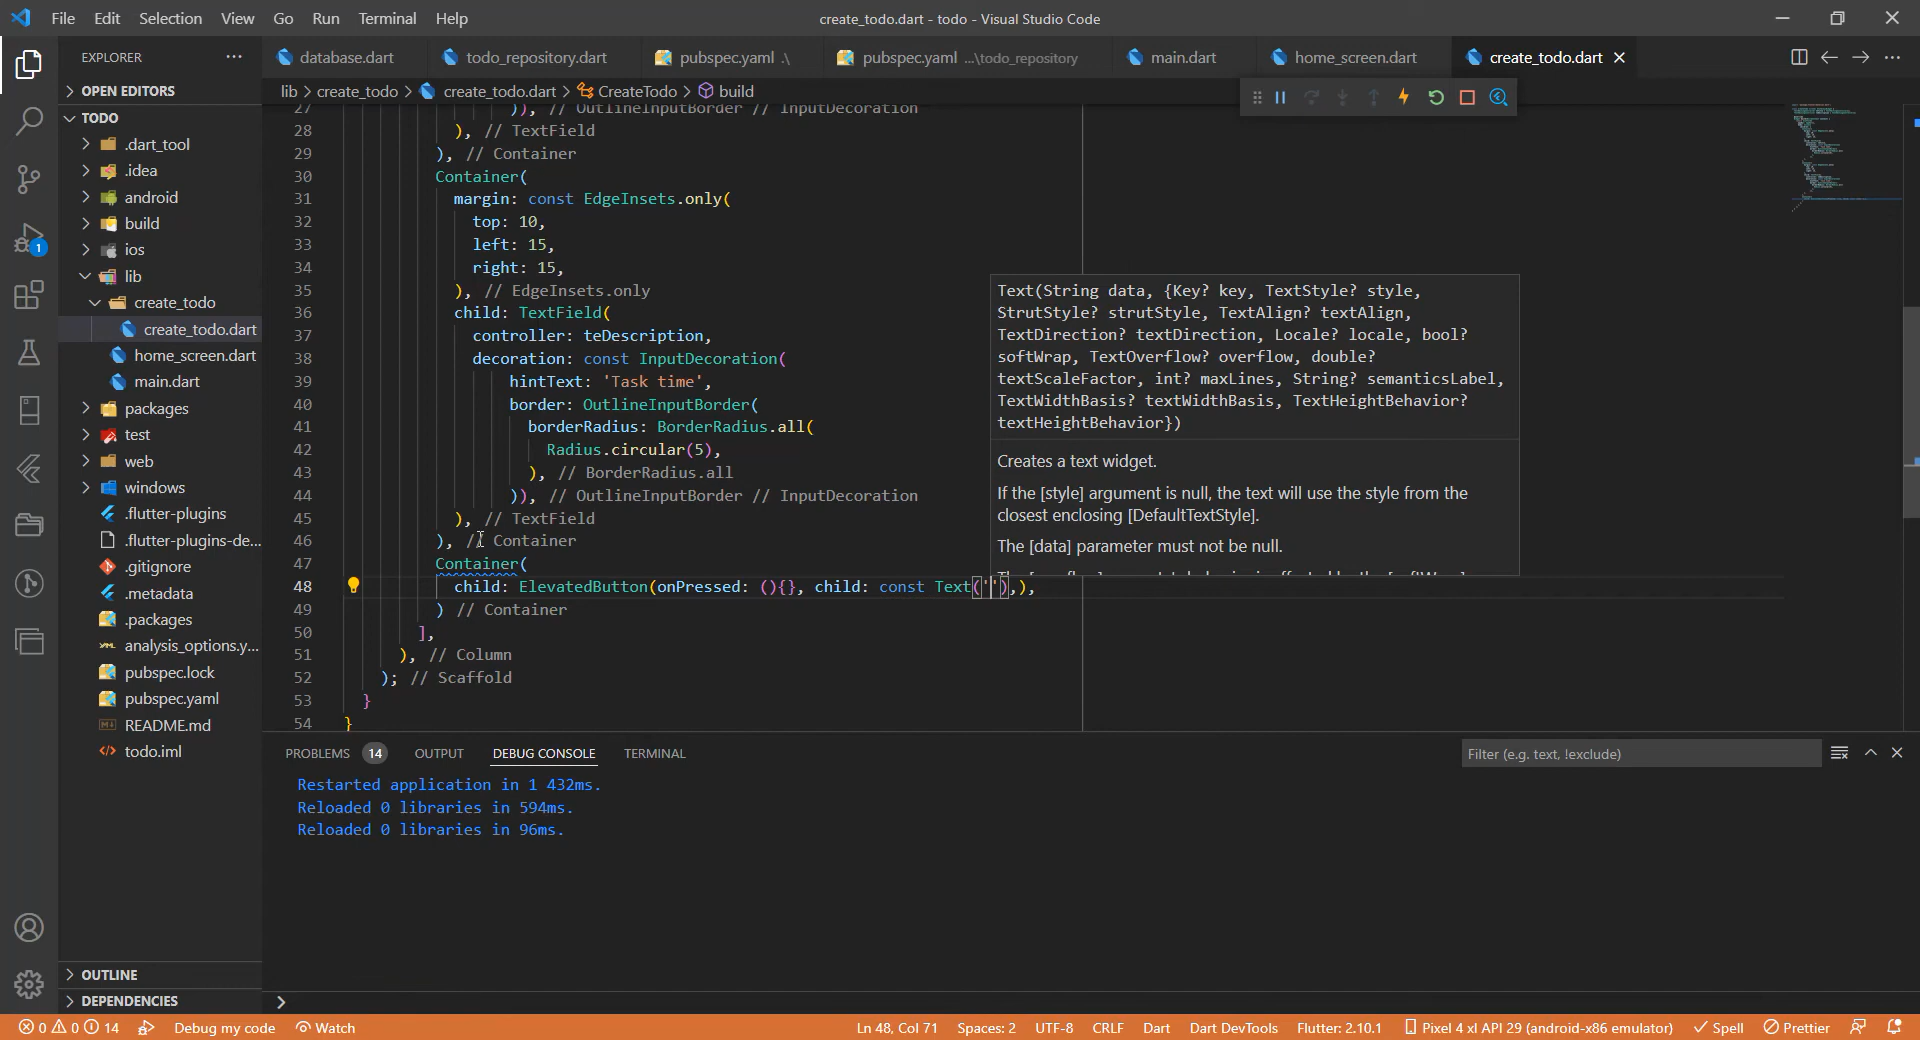 File Edit Selection View Go Run Terminal Help
create_todo.dart - todo - Visual Studio Code
EXPLORER
database.dart
todo_repository.dart
pubspec.yaml .\
pubspec.yaml ...\todo_repository
main.dart
home_screen.dart
create_todo.dart
OPEN EDITORS
lib > create_todo > create_todo.dart > CreateTodo > build
TODO
.dart_tool
.idea
android
build
ios
lib
create_todo
create_todo.dart
home_screen.dart
main.dart
packages
test
web
windows
.flutter-plugins
.flutter-plugins-de...
.gitignore
.metadata
.packages
analysis_options.y...
pubspec.lock
pubspec.yaml
README.md
todo.iml
OUTLINE
DEPENDENCIES
1
27 )), // OutlineInputBorder // InputDecoration
28 ), // TextField
29 ), // Container
30 Container(
31 margin: const EdgeInsets.only(
32 top: 10,
33 left: 15,
34 right: 15,
35 ), // EdgeInsets.only
36 child: TextField(
37 controller: teDescription,
38 decoration: const InputDecoration(
39 hintText: 'Task time',
40 border: OutlineInputBorder(
41 borderRadius: BorderRadius.all(
42 Radius.circular(5),
43 ), // BorderRadius.all
44 )), // OutlineInputBorder // InputDecoration
45 ), // TextField
46 ), // Container
47 Container(
48 child: ElevatedButton(onPressed: (){}, child: const Text(''),),
49 ) // Container
50 ],
51 ), // Column
52 ); // Scaffold
53 }
54 }
Text(String data, {Key? key, TextStyle? style,
StrutStyle? strutStyle, TextAlign? textAlign,
TextDirection? textDirection, Locale? locale, bool?
softWrap, TextOverflow? overflow, double?
textScaleFactor, int? maxLines, String? semanticsLabel,
TextWidthBasis? textWidthBasis, TextHeightBehavior?
textHeightBehavior})
Creates a text widget.
If the [style] argument is null, the text will use the style from the
closest enclosing [DefaultTextStyle].
The [data] parameter must not be null.
PROBLEMS 14 OUTPUT DEBUG CONSOLE TERMINAL
Filter (e.g. text, !exclude)
Restarted application in 1 432ms.
Reloaded 0 libraries in 594ms.
Reloaded 0 libraries in 96ms.
0 0 14 Debug my code Watch Ln 48, Col 71 Spaces: 2 UTF-8 CRLF Dart Dart DevTools Flutter: 2.10.1 Pixel 4 xl API 29 (android-x86 emulator) Spell Prettier